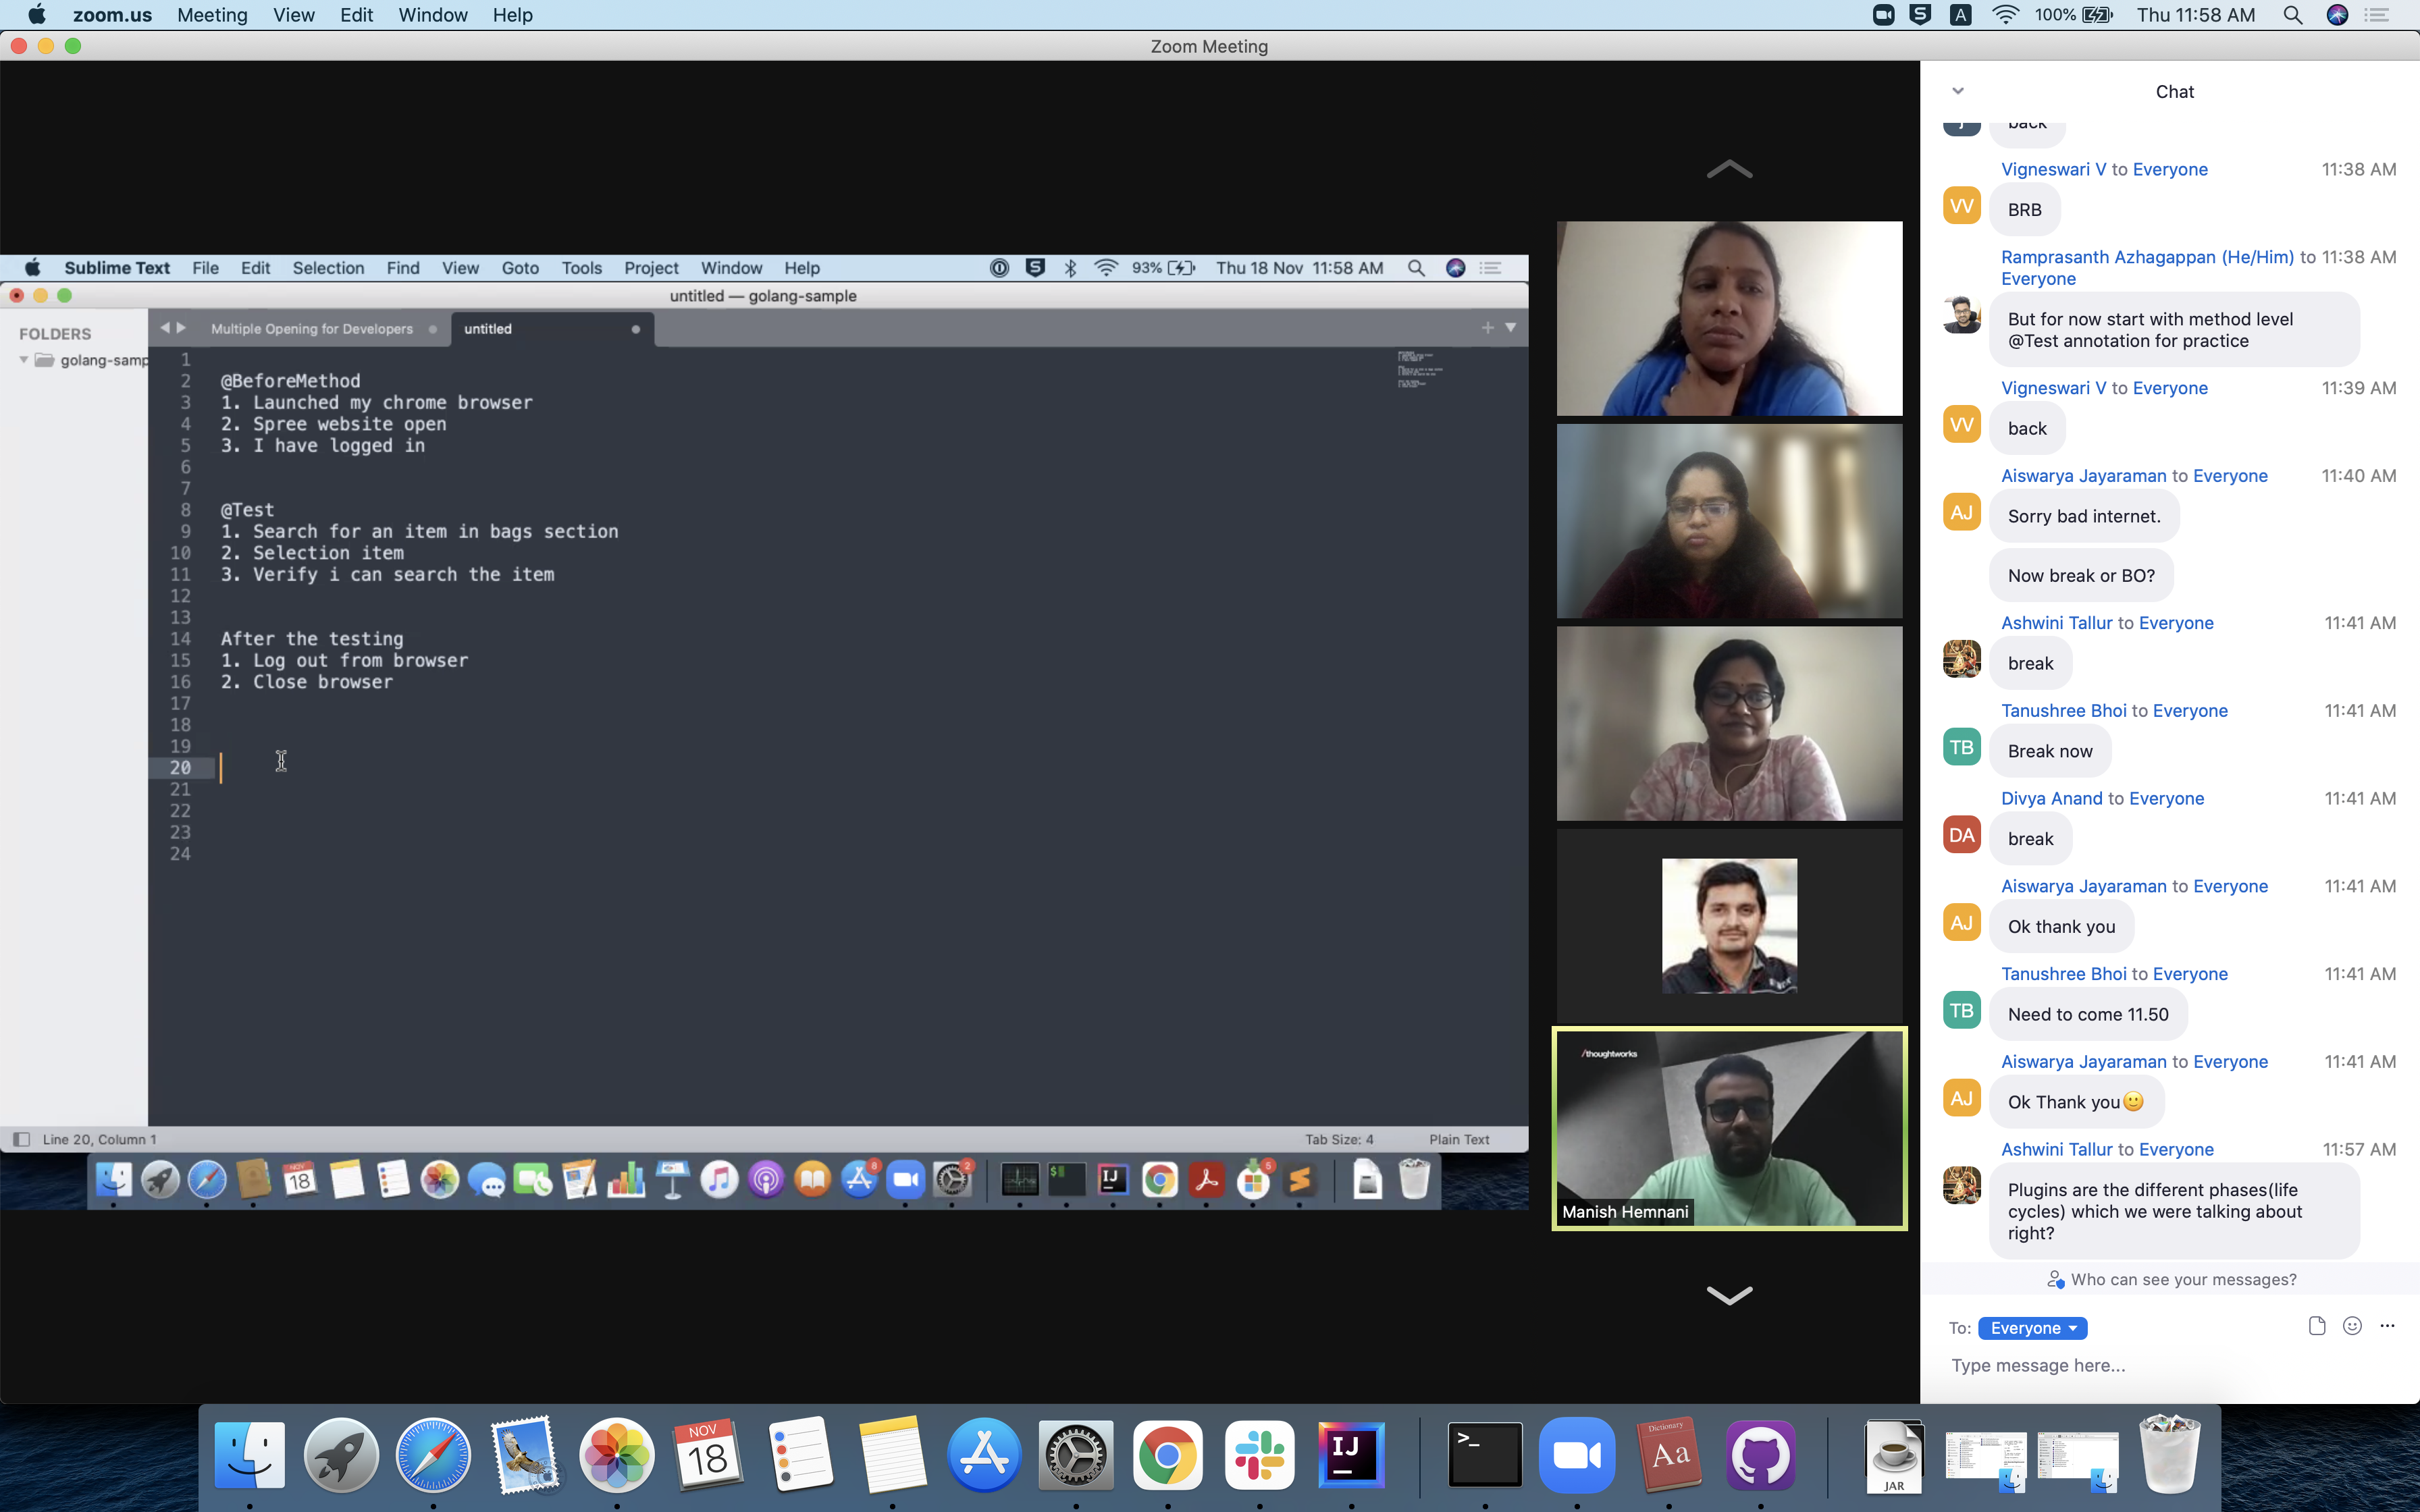 zoom.us Meeting View Edit Window Help
100% Thu 11:58 AM
Zoom Meeting
Sublime Text File Edit Selection Find View Goto Tools Project Window Help
93% Thu 18 Nov 11:58 AM
untitled — golang-sample
FOLDERS
golang-samp
Multiple Opening for Developers
untitled
1
2 @BeforeMethod
3 1. Launched my chrome browser
4 2. Spree website open
5 3. I have logged in
6
7
8 @Test
9 1. Search for an item in bags section
10 2. Selection item
11 3. Verify i can search the item
12
13
14 After the testing
15 1. Log out from browser
16 2. Close browser
17
18
19
20
21
22
23
24
Line 20, Column 1
Tab Size: 4
Plain Text
NOV
18
8
2
$
IJ
6
/thoughtworks
Manish Hemnani
Chat
back
Vigneswari V to Everyone 11:38 AM
VV
BRB
Ramprasanth Azhagappan (He/Him) to 11:38 AM
Everyone
But for now start with method level
@Test annotation for practice
Vigneswari V to Everyone 11:39 AM
VV
back
Aiswarya Jayaraman to Everyone 11:40 AM
AJ
Sorry bad internet.
Now break or BO?
Ashwini Tallur to Everyone 11:41 AM
break
Tanushree Bhoi to Everyone 11:41 AM
TB
Break now
Divya Anand to Everyone 11:41 AM
DA
break
Aiswarya Jayaraman to Everyone 11:41 AM
AJ
Ok thank you
Tanushree Bhoi to Everyone 11:41 AM
TB
Need to come 11.50
Aiswarya Jayaraman to Everyone 11:41 AM
AJ
Ok Thank you🙂
Ashwini Tallur to Everyone 11:57 AM
Plugins are the different phases(life
cycles) which we were talking about
right?
Who can see your messages?
To: Everyone
Type message here...
NOV
18
IJ
>_
Dictionary
Aa
JAR